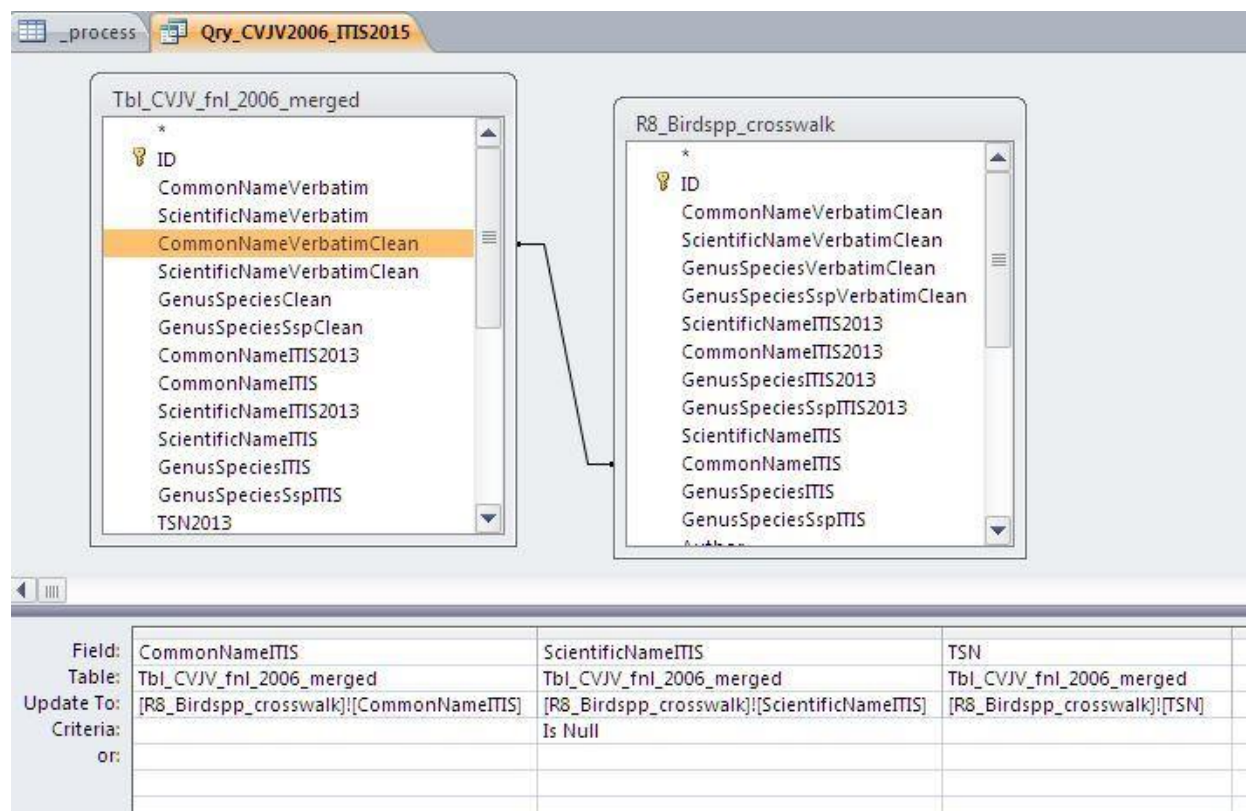 _process Qry_CVJV2006_ITIS2015
Tbl_CVJV_fnl_2006_merged
*
ID
CommonNameVerbatim
ScientificNameVerbatim
CommonNameVerbatimClean
ScientificNameVerbatimClean
GenusSpeciesClean
GenusSpeciesSspClean
CommonNameITIS2013
CommonNameITIS
ScientificNameITIS2013
ScientificNameITIS
GenusSpeciesITIS
GenusSpeciesSspITIS
TSN2013
R8_Birdspp_crosswalk
*
ID
CommonNameVerbatimClean
ScientificNameVerbatimClean
GenusSpeciesVerbatimClean
GenusSpeciesSspVerbatimClean
ScientificNameITIS2013
CommonNameITIS2013
GenusSpeciesITIS2013
GenusSpeciesSspITIS2013
ScientificNameITIS
CommonNameITIS
GenusSpeciesITIS
GenusSpeciesSspITIS
Field: CommonNameITIS ScientificNameITIS TSN
Table: Tbl_CVJV_fnl_2006_merged Tbl_CVJV_fnl_2006_merged Tbl_CVJV_fnl_2006_merged
Update To: [R8_Birdspp_crosswalk]![CommonNameITIS] [R8_Birdspp_crosswalk]![ScientificNameITIS] [R8_Birdspp_crosswalk]![TSN]
Criteria: Is Null
or: